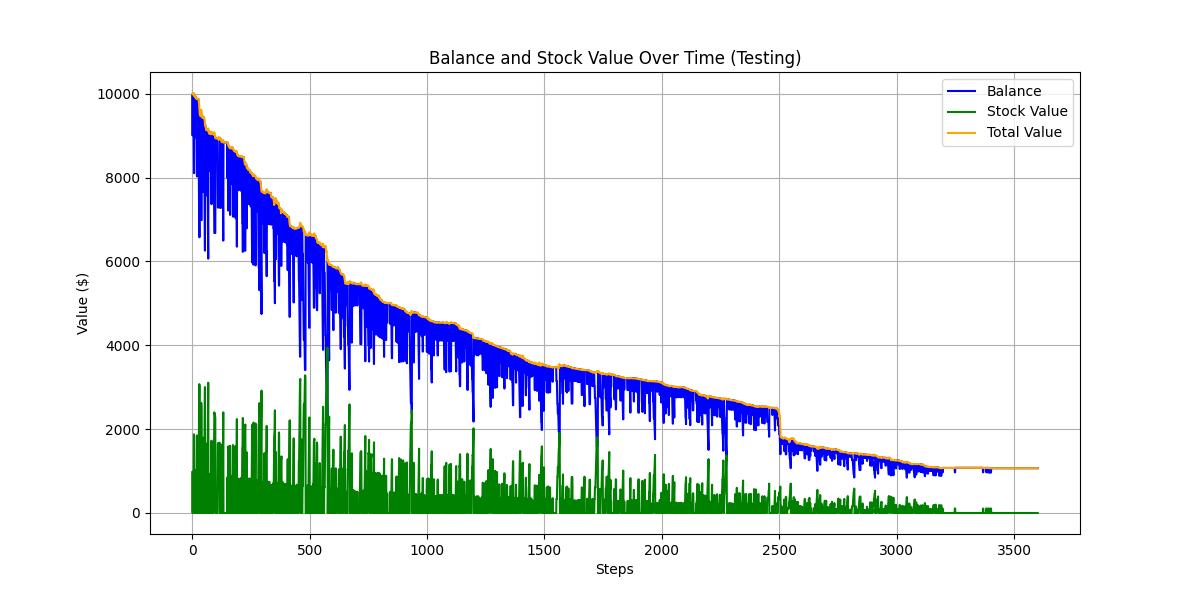 Balance and Stock Value Over Time (Testing)
Balance
Stock Value
Total Value
Value ($)
10000
8000
6000
4000
2000
0
0 500 1000 1500 2000 2500 3000 3500
Steps